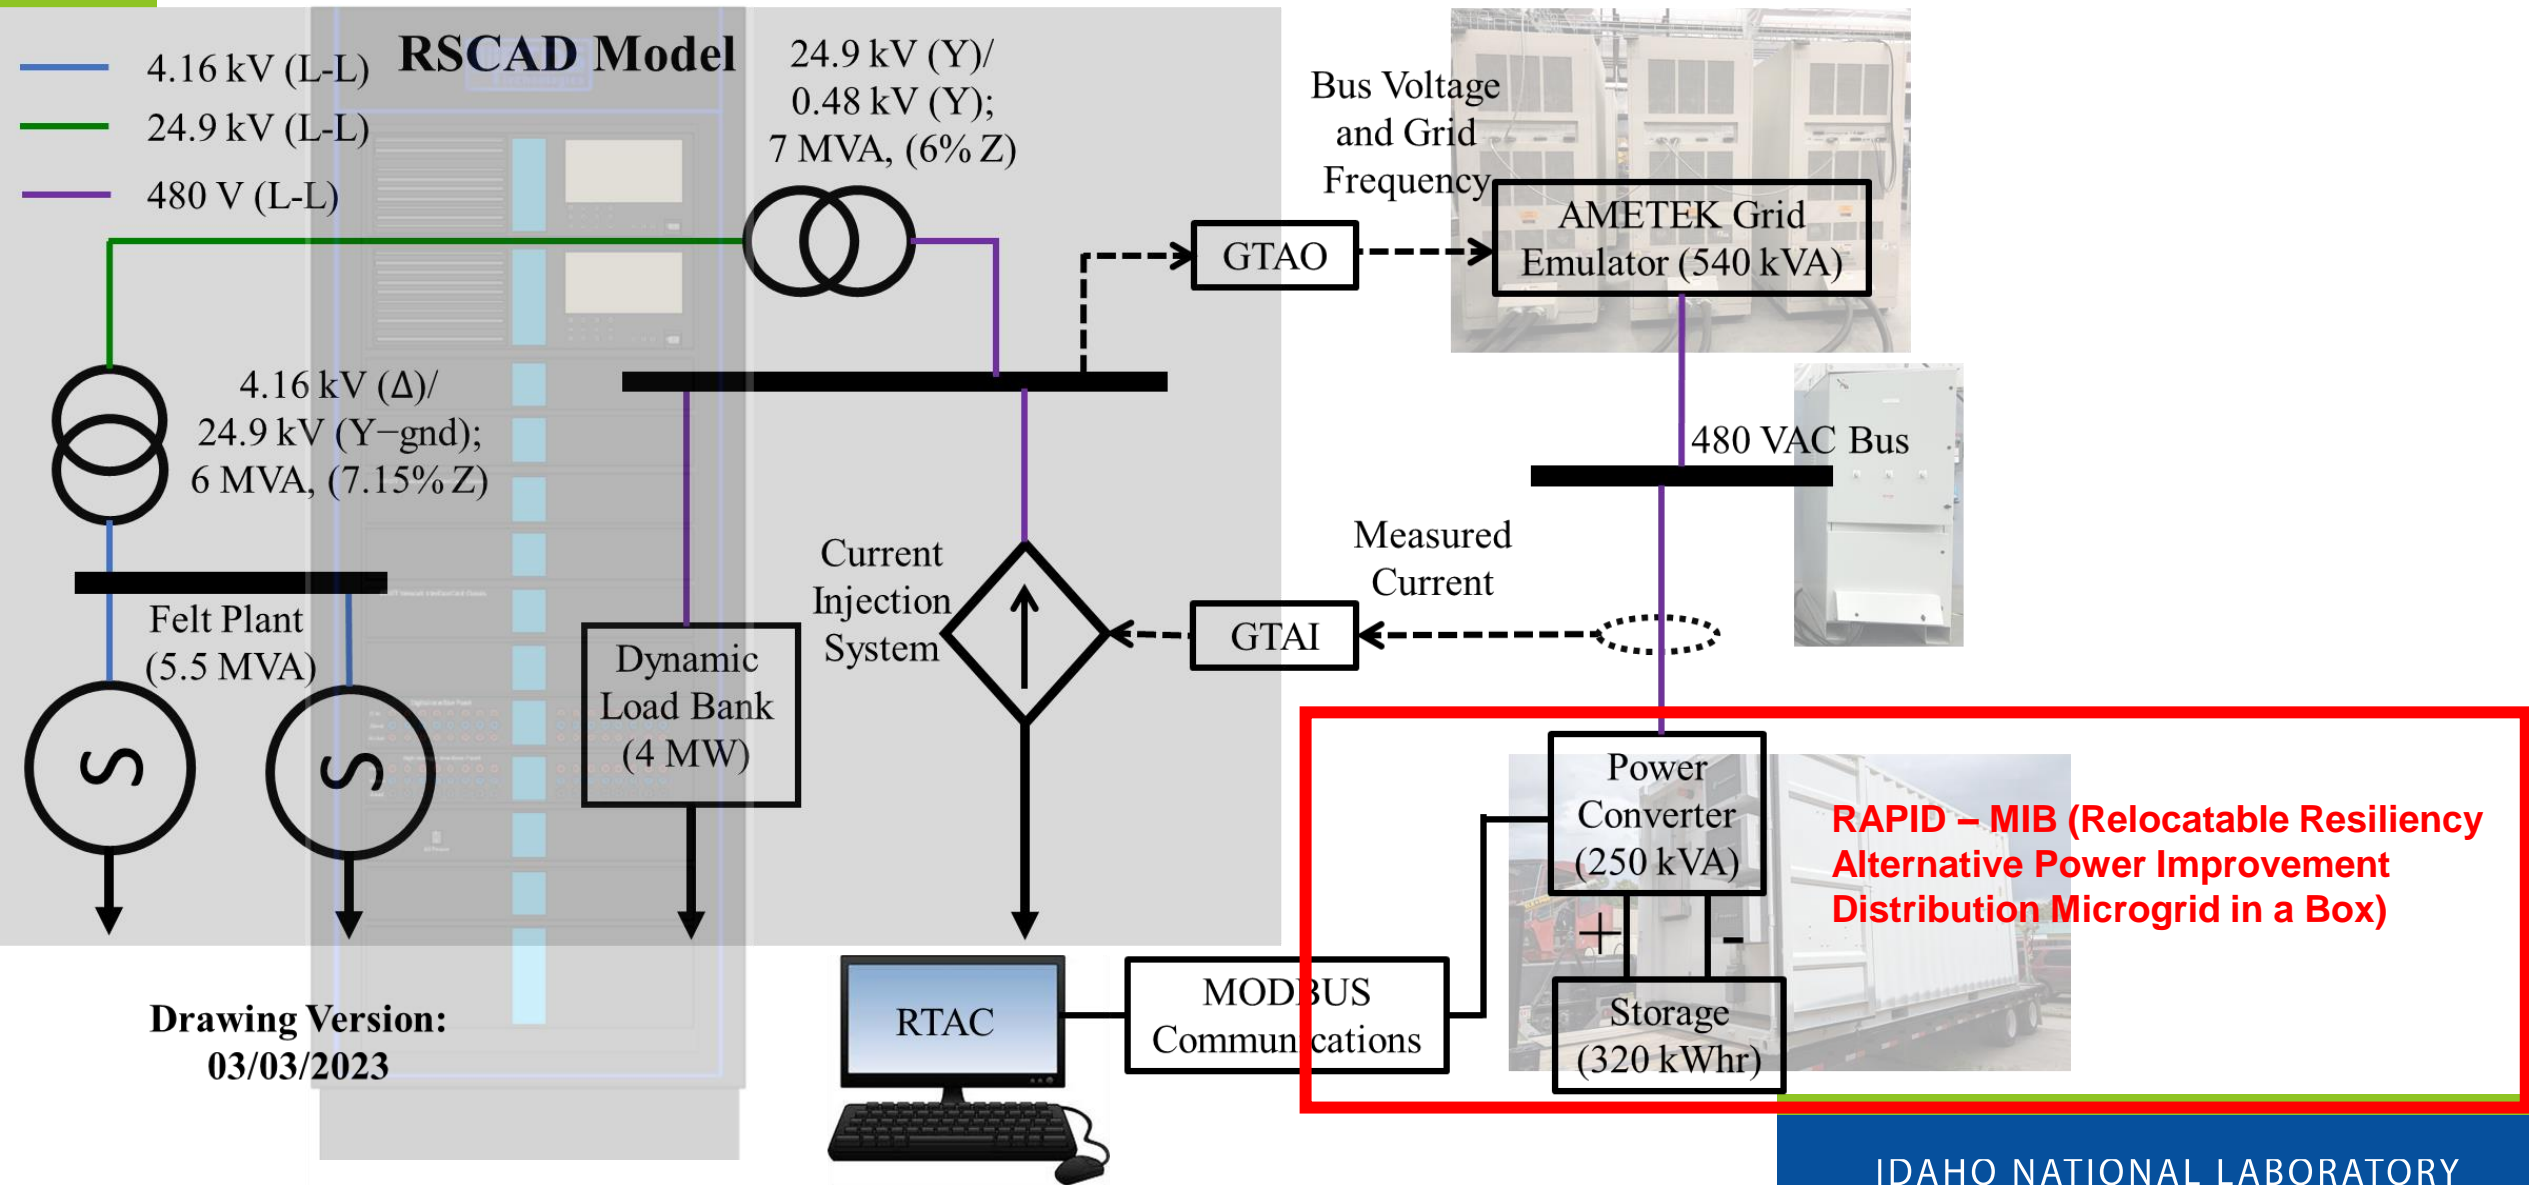 RSCAD Model
4.16 kV (L-L)
24.9 kV (L-L)
480 V (L-L)
24.9 kV (Y)/
0.48 kV (Y);
7 MVA, (6% Z)
Bus Voltage
and Grid
Frequency
GTAO
AMETEK Grid
Emulator (540 kVA)
4.16 kV (Δ)/
24.9 kV (Y−gnd);
6 MVA, (7.15% Z)
480 VAC Bus
Felt Plant
(5.5 MVA)
Dynamic
Load Bank
(4 MW)
Current
Injection
System
GTAI
Measured
Current
Power
Converter
(250 kVA)
+
-
Storage
(320 kWhr)
RAPID – MIB (Relocatable Resiliency
Alternative Power Improvement
Distribution Microgrid in a Box)
RTAC
MODBUS
Communications
Drawing Version:
03/03/2023
IDAHO NATIONAL LABORATORY